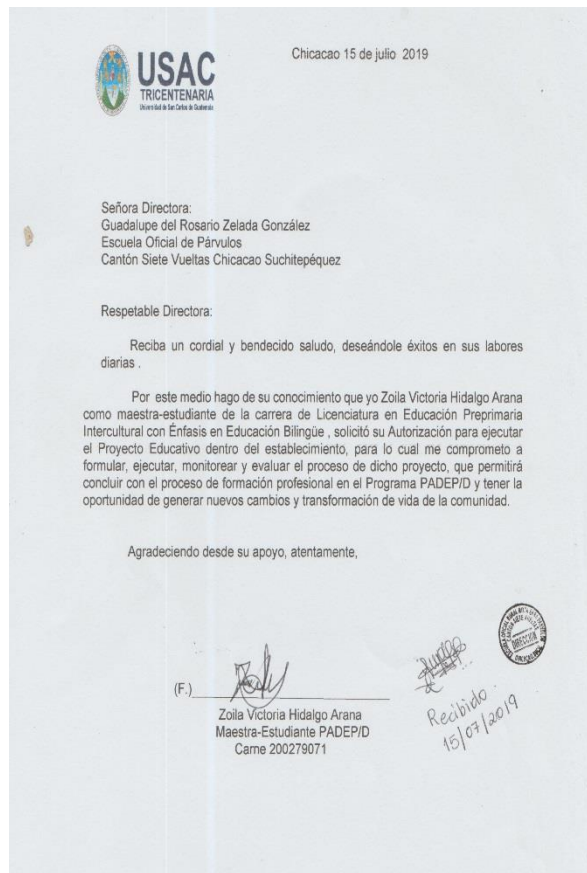 Chicacao 15 de julio 2019
USAC
TRICENTENARIA
Universidad de San Carlos de Guatemala
Señora Directora:
Guadalupe del Rosario Zelada González
Escuela Oficial de Párvulos
Cantón Siete Vueltas Chicacao Suchitepéquez
Respetable Directora:
Reciba un cordial y bendecido saludo, deseándole éxitos en sus labores
diarias .
Por este medio hago de su conocimiento que yo Zoila Victoria Hidalgo Arana
como maestra-estudiante de la carrera de Licenciatura en Educación Preprimaria
Intercultural con Énfasis en Educación Bilingüe , solicitó su Autorización para ejecutar
el Proyecto Educativo dentro del establecimiento, para lo cual me comprometo a
formular, ejecutar, monitorear y evaluar el proceso de dicho proyecto, que permitirá
concluir con el proceso de formación profesional en el Programa PADEP/D y tener la
oportunidad de generar nuevos cambios y transformación de vida de la comunidad.
Agradeciendo desde su apoyo, atentamente,
(F.)
Zoila Victoria Hidalgo Arana
Maestra-Estudiante PADEP/D
Carne 200279071
DIRECCION
Recibido
15/07/2019